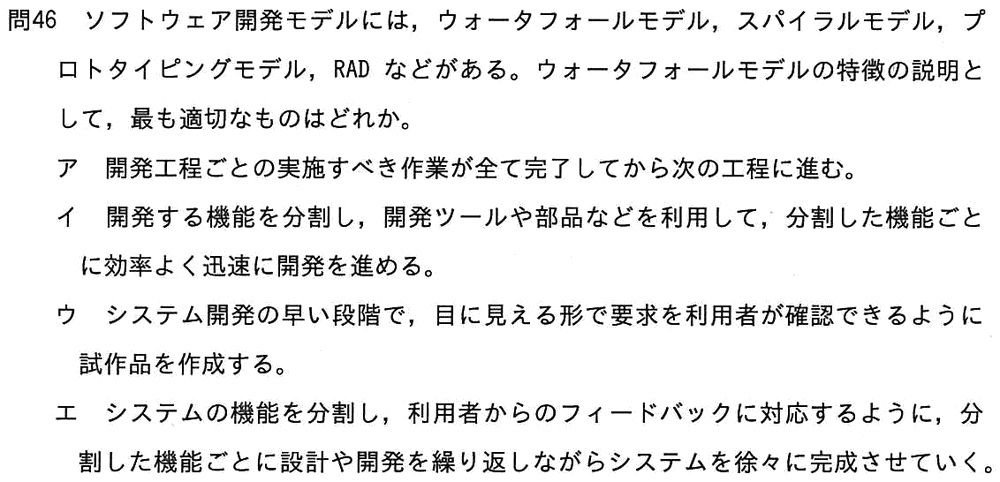 問46 ソフトウェア開発モデルには，ウォータフォールモデル，スパイラルモデル，プ
ロトタイピングモデル，RAD などがある。ウォータフォールモデルの特徴の説明と
して，最も適切なものはどれか。
ア 開発工程ごとの実施すべき作業が全て完了してから次の工程に進む。
イ 開発する機能を分割し，開発ツールや部品などを利用して，分割した機能ごと
に効率よく迅速に開発を進める。
ウ システム開発の早い段階で，目に見える形で要求を利用者が確認できるように
試作品を作成する。
エ システムの機能を分割し，利用者からのフィードバックに対応するように，分
割した機能ごとに設計や開発を繰り返しながらシステムを徐々に完成させていく。